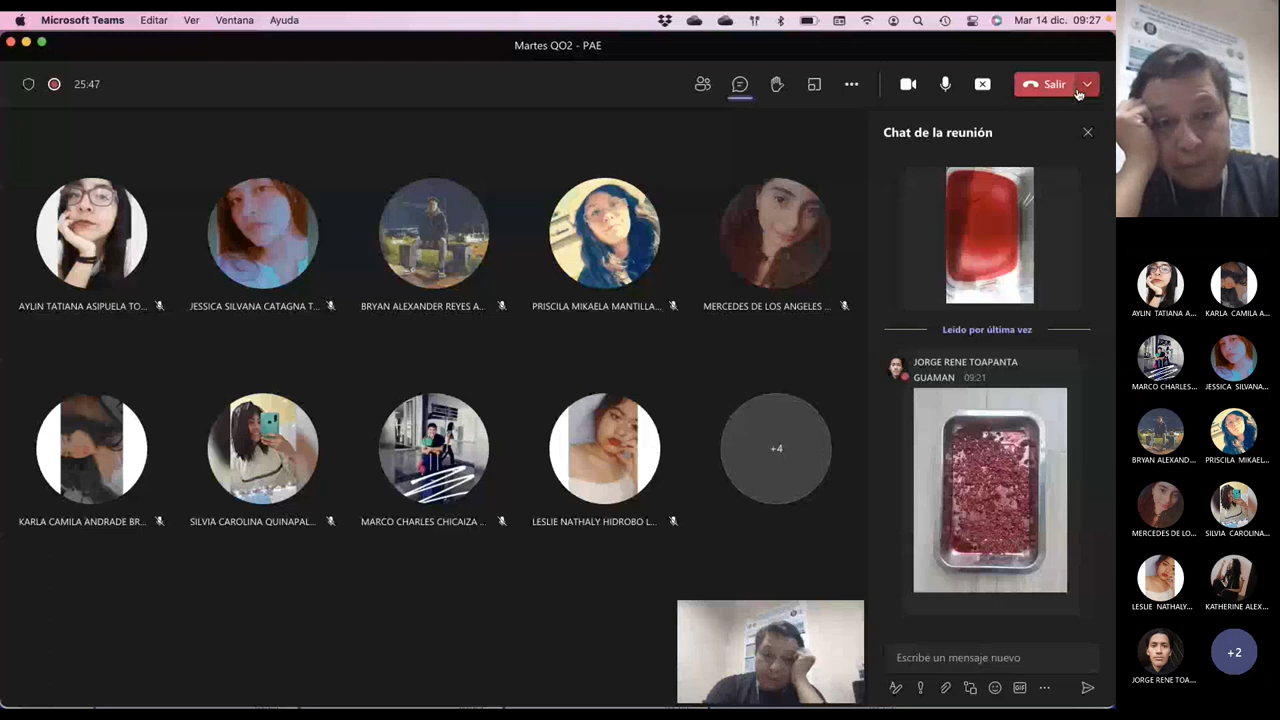 Microsoft Teams Editar Ver Ventana Ayuda
Mar 14 dic. 09:27
Martes QO2 - PAE
25:47
Salir
Chat de la reunión
AYLIN TATIANA ASIPUELA TO...
JESSICA SILVANA CATAGNA T...
BRYAN ALEXANDER REYES A...
PRISCILA MIKAELA MANTILLA...
MERCEDES DE LOS ANGELES ...
Leído por última vez
JORGE RENE TOAPANTA
GUAMAN 09:21
KARLA CAMILA ANDRADE BR...
SILVIA CAROLINA QUINAPAL...
MARCO CHARLES CHICAIZA ...
LESLIE NATHALY HIDROBO L...
+4
Escribe un mensaje nuevo
GIF
AYLIN TATIANA A...
KARLA CAMILA A...
MARCO CHARLES...
JESSICA SILVANA...
BRYAN ALEXAND...
PRISCILA MIKAEL...
MERCEDES DE LO...
SILVIA CAROLINA...
LESLIE NATHALY...
KATHERINE ALEX...
JORGE RENE TOA...
+2